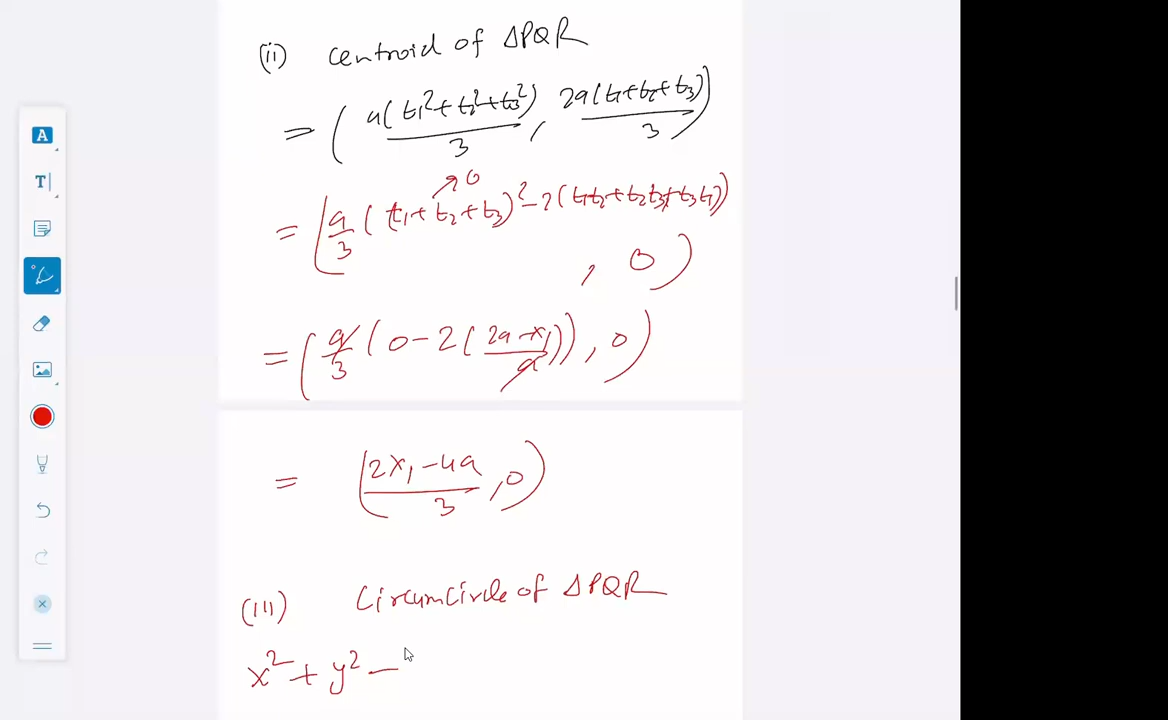 (ii) centroid of ΔPQR
= ( a(t₁²+t₂²+t₃²)/3 , 2a(t₁+t₂+t₃)/3 )
= ( a/3 (t₁+t₂+t₃)² - 2(t₁t₂+t₂t₃+t₃t₁)
→0
, 0 )
= ( a/3 (0-2( (2a-x₁)/a )), 0 )
= ( (2x₁-4a)/3 , 0 )
(iii) Circumcircle of ΔPQR
x² + y² -
A
T